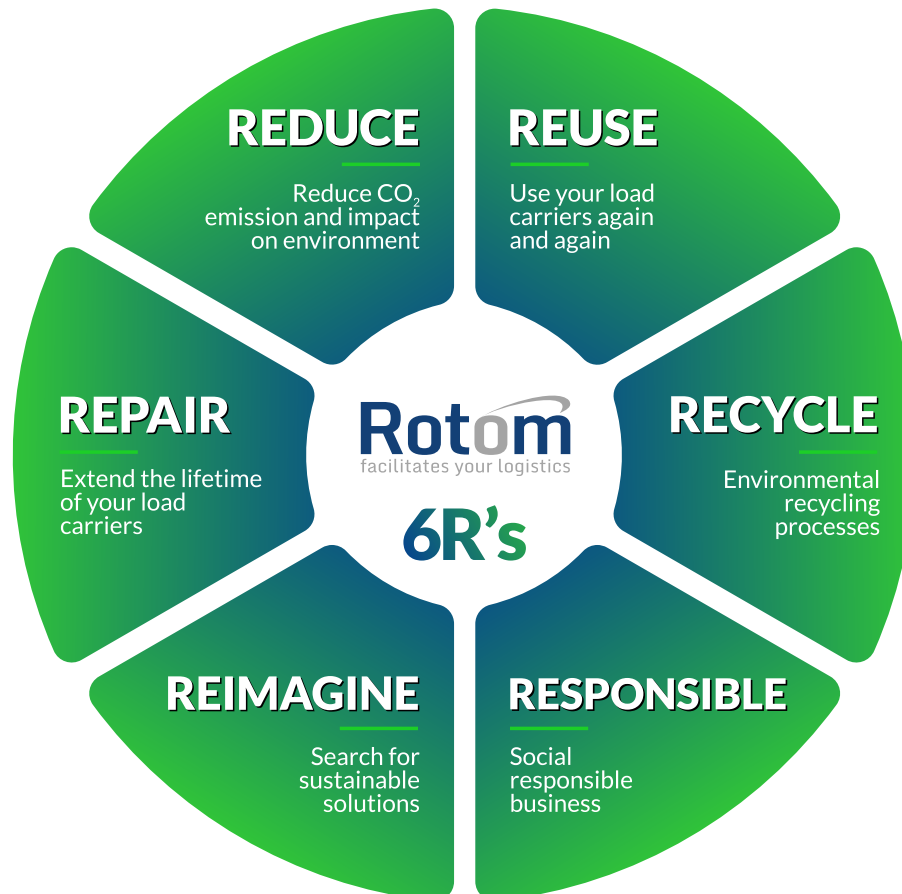 REDUCE
Reduce CO₂
emission and impact
on environment
REUSE
Use your load
carriers again
and again
REPAIR
Extend the lifetime
of your load
carriers
Rotom
facilitates your logistics
6R's
RECYCLE
Environmental
recycling
processes
REIMAGINE
Search for
sustainable
solutions
RESPONSIBLE
Social
responsible
business